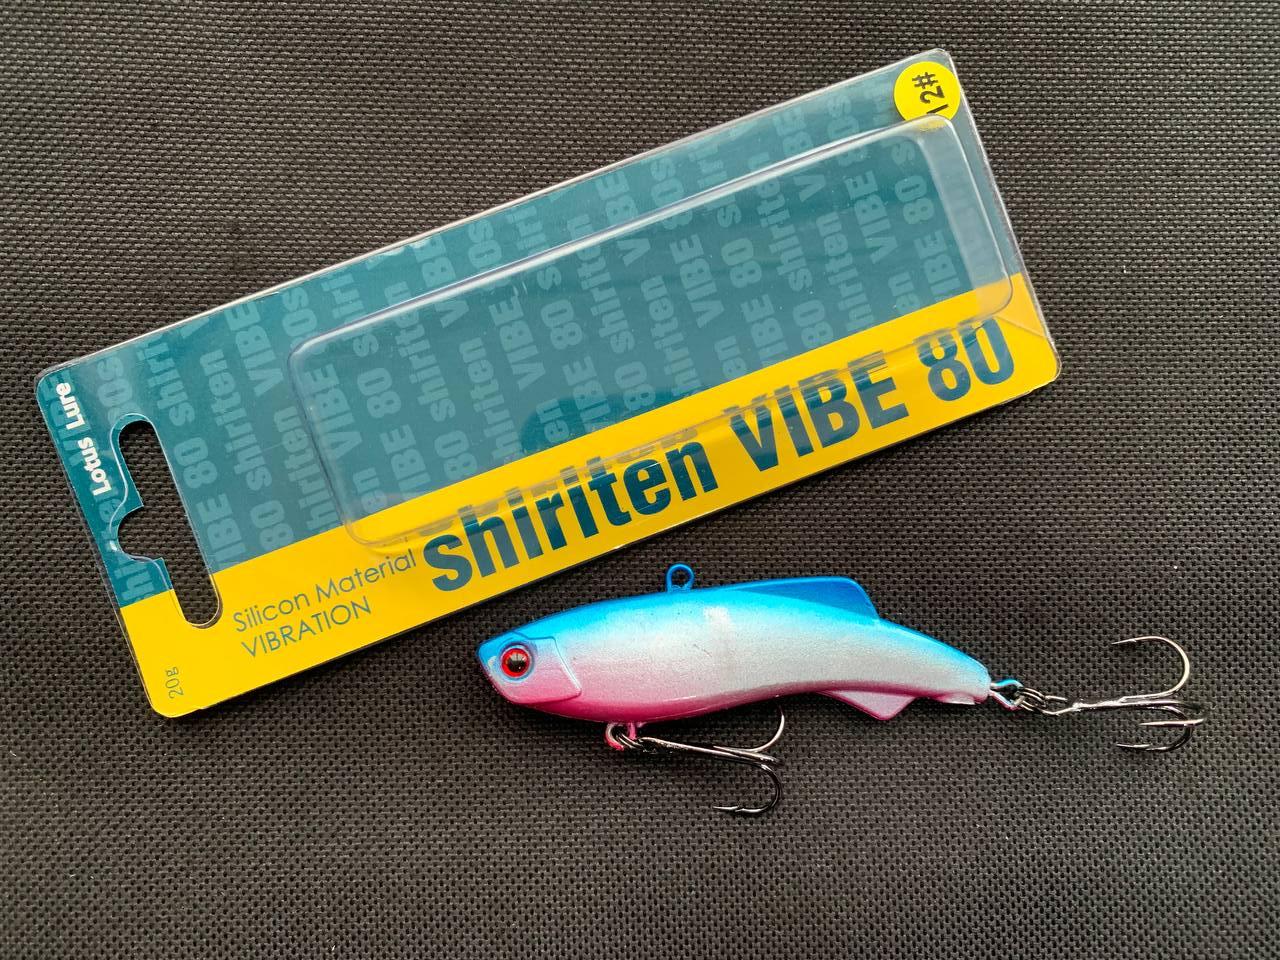 12#
Lotus Lure
shiriten VIBE 80
Silicon Material
VIBRATION
20g